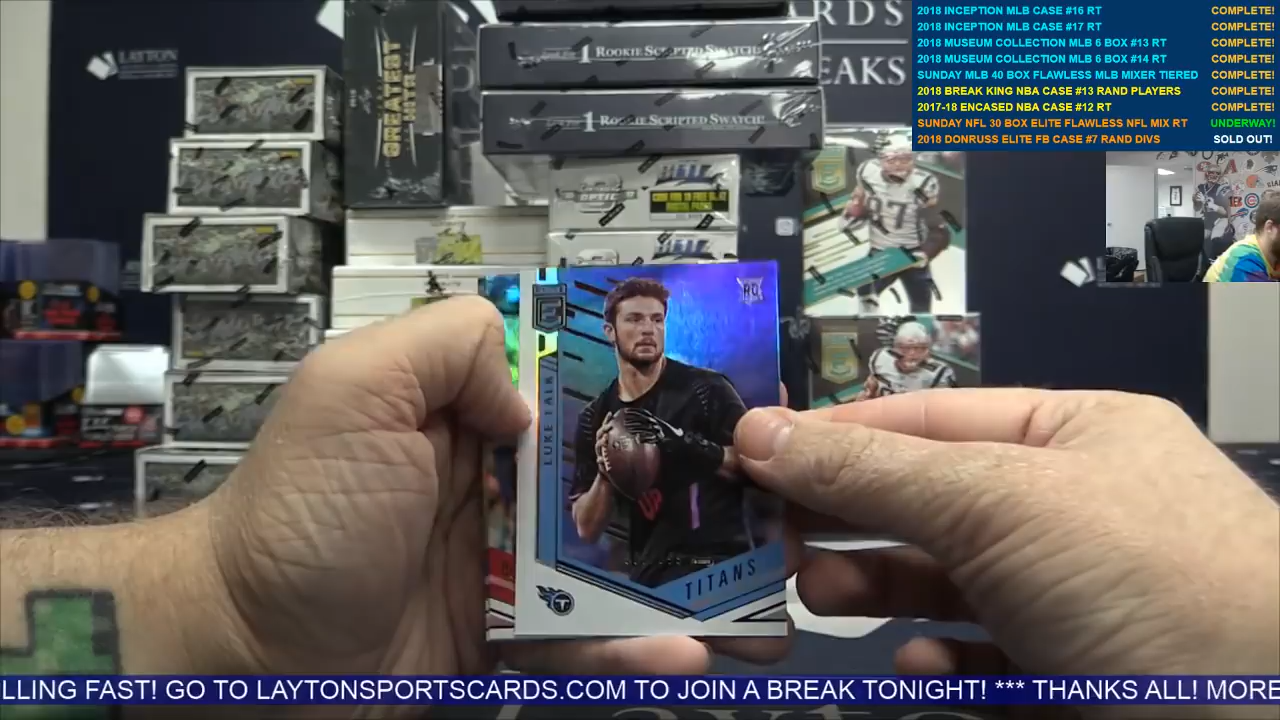 2018 INCEPTION MLB CASE #16 RT COMPLETE!
2018 INCEPTION MLB CASE #17 RT COMPLETE!
2018 MUSEUM COLLECTION MLB 6 BOX #13 RT COMPLETE!
2018 MUSEUM COLLECTION MLB 6 BOX #14 RT COMPLETE!
SUNDAY MLB 40 BOX FLAWLESS MLB MIXER TIERED COMPLETE!
2018 BREAK KING NBA CASE #13 RAND PLAYERS COMPLETE!
2017-18 ENCASED NBA CASE #12 RT COMPLETE!
SUNDAY NFL 30 BOX ELITE FLAWLESS NFL MIX RT UNDERWAY!
2018 DONRUSS ELITE FB CASE #7 RAND DIVS SOLD OUT!
CARDS
LAYTON
GREATEST
HITS
1 ROOKIE SCRIPTED SWATCH
1 ROOKIE SCRIPTED SWATCH
OPTIC
E
LUKE FALK
TITANS
T
LLING FAST! GO TO LAYTONSPORTSCARDS.COM TO JOIN A BREAK TONIGHT! *** THANKS ALL! MORE